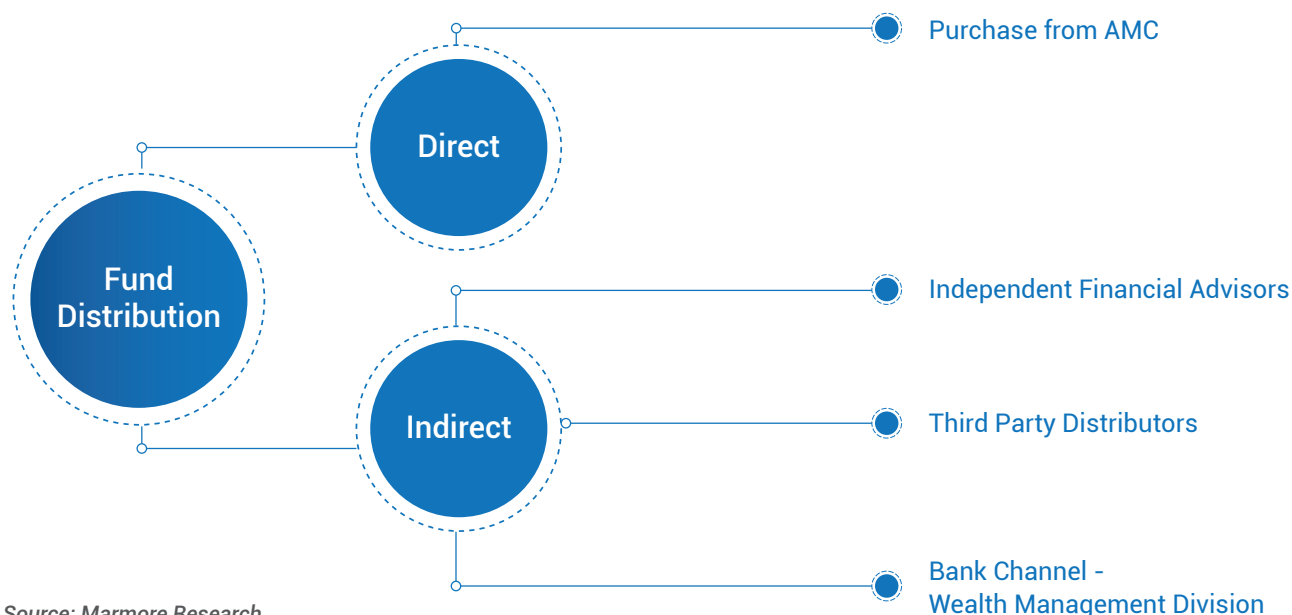 Purchase from AMC
Direct
Fund
Distribution
Independent Financial Advisors
Indirect
Third Party Distributors
Bank Channel -
Wealth Management Division
Source: Marmore Research